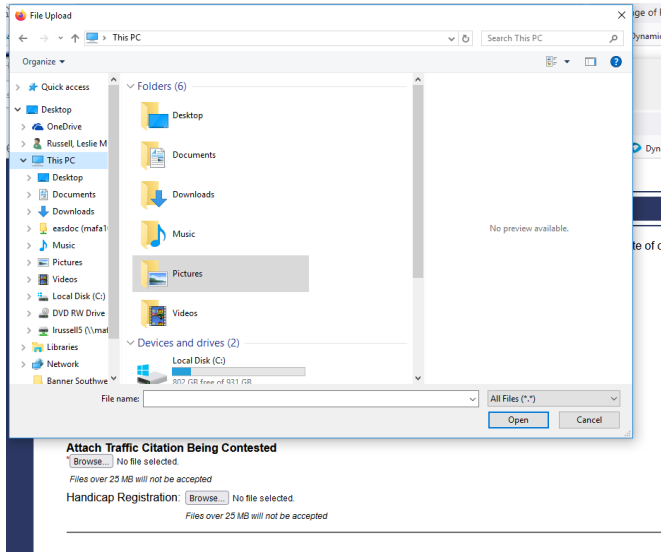 File Upload
This PC
Search This PC
Organize
Quick access
Desktop
OneDrive
Russell, Leslie M
This PC
Desktop
Documents
Downloads
easdoc (mafa1
Music
Pictures
Videos
Local Disk (C:)
DVD RW Drive
lrussell5 (\\mat
Libraries
Network
Banner Southwe
Folders (6)
Desktop
Documents
Downloads
Music
Pictures
Videos
Devices and drives (2)
Local Disk (C:)
802 GB free of 931 GB
No preview available.
File name:
All Files (*.*)
Open
Cancel
nge of
Dynamic
Dyn
te of
Attach Traffic Citation Being Contested
*Browse... No file selected.
Files over 25 MB will not be accepted
Handicap Registration: Browse... No file selected.
Files over 25 MB will not be accepted